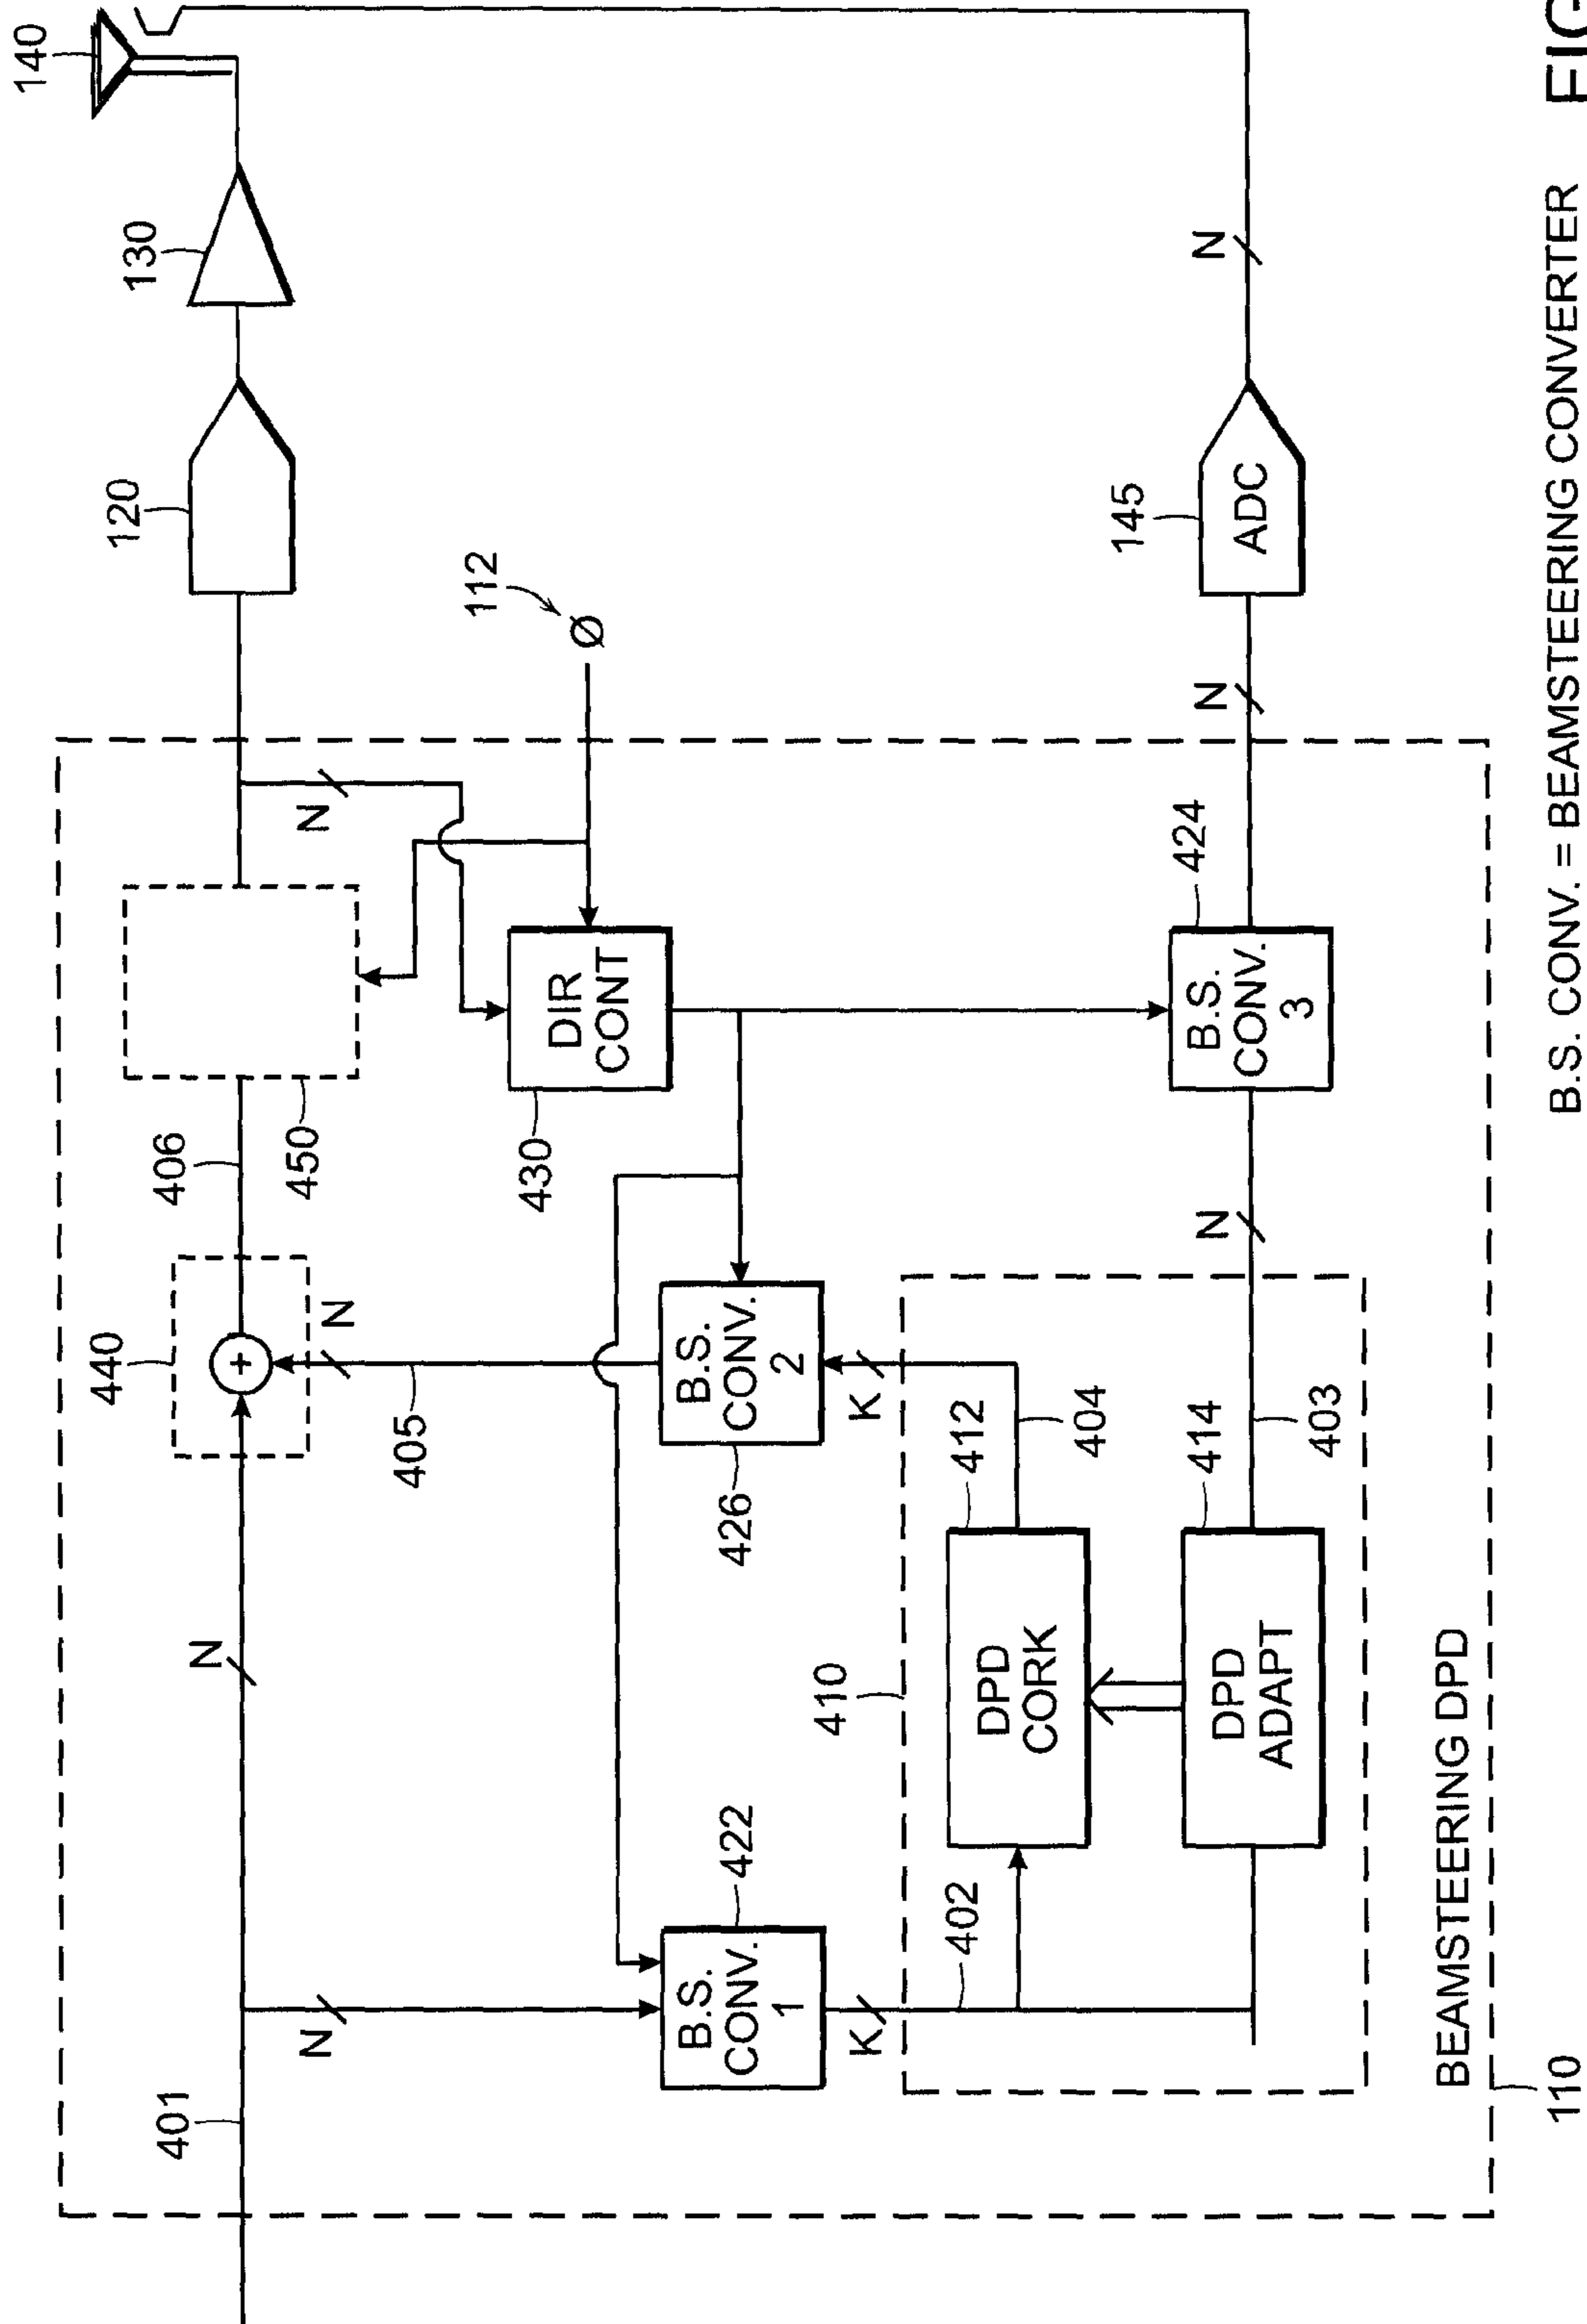 140
130
120
N
112
Ø
145
ADC
N
N
424
B.S.
CONV.
3
DIR
CONT
430
450
406
440
N
405
B.S.
CONV.
2
426
K
404
412
DPD
CORK
403
414
DPD
ADAPT
N
410
N
422
B.S.
CONV.
1
402
K
N
401
BEAMSTEERING DPD
110
B.S. CONV. = BEAMSTEERING CONVERTER
FIG